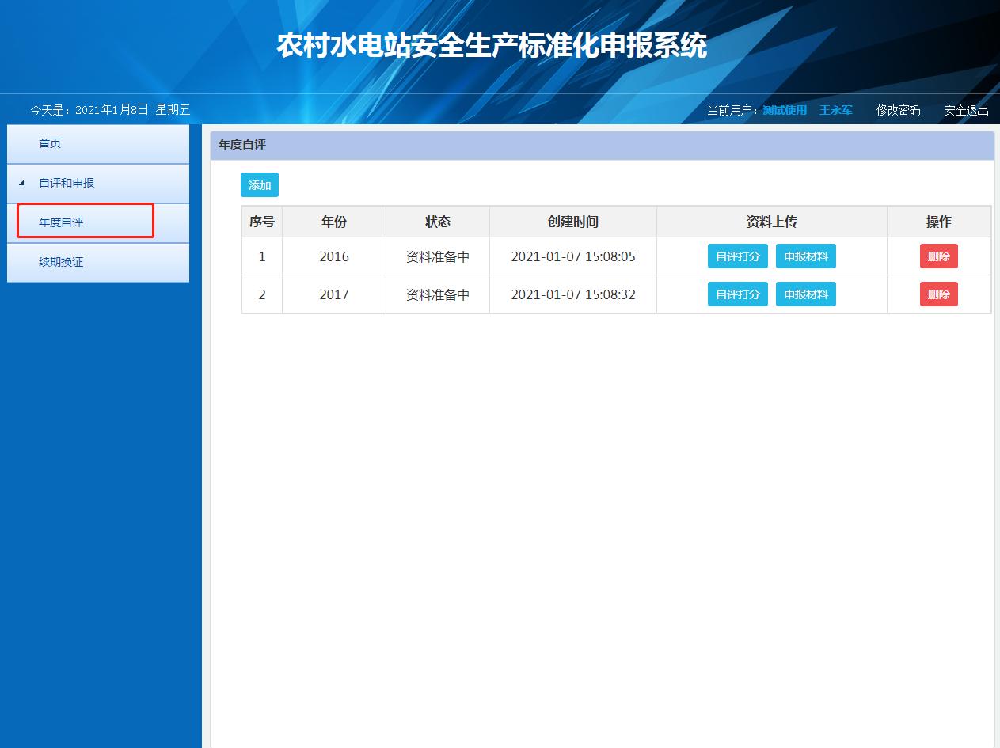 农村水电站安全生产标准化申报系统
今天是：2021年1月8日 星期五
当前用户：测试使用 王永军 修改密码 安全退出
首页
自评和申报
年度自评
续期换证
年度自评
添加
序号 年份 状态 创建时间 资料上传 操作
1 2016 资料准备中 2021-01-07 15:08:05 自评打分 申报材料 删除
2 2017 资料准备中 2021-01-07 15:08:32 自评打分 申报材料 删除